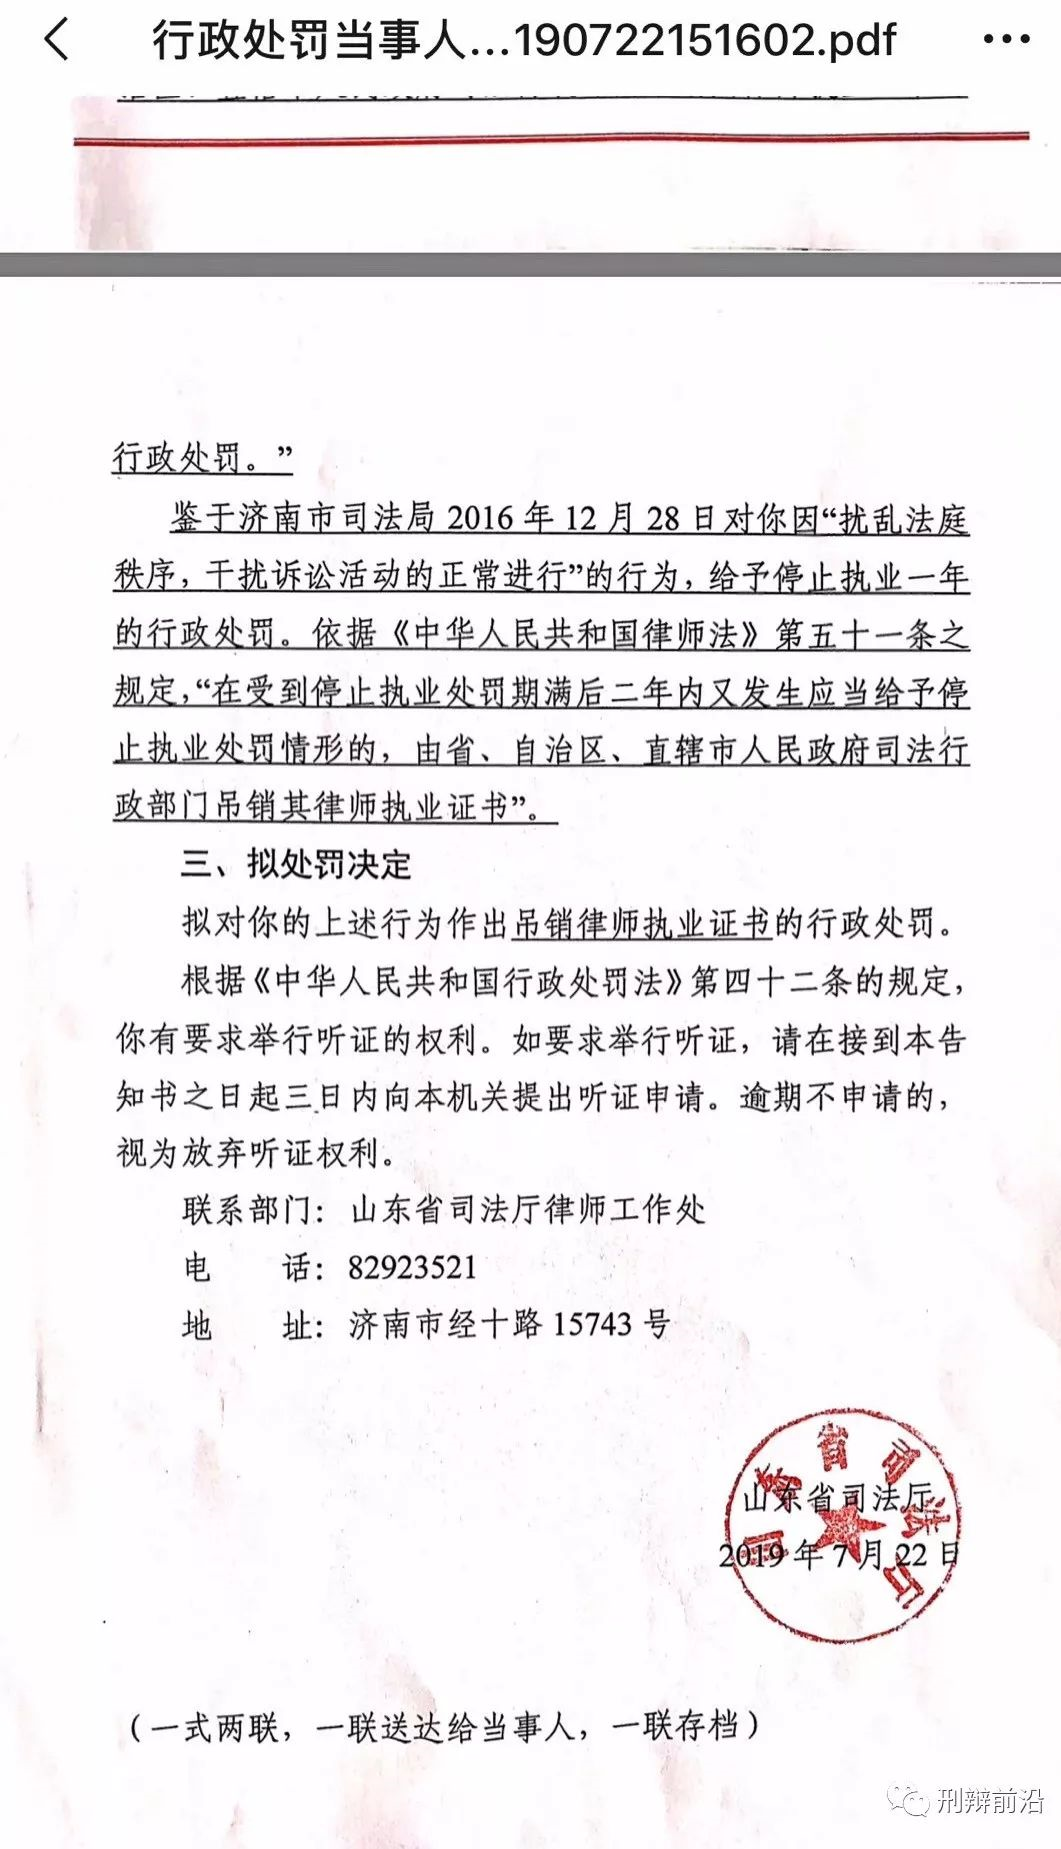 行政处罚当事人...190722151602.pdf
行政处罚。”
鉴于济南市司法局 2016 年 12 月 28 日对你因“扰乱法庭
秩序，干扰诉讼活动的正常进行”的行为，给予停止执业一年
的行政处罚。依据《中华人民共和国律师法》第五十一条之
规定，“在受到停止执业处罚期满后二年内又发生应当给予停
止执业处罚情形的，由省、自治区、直辖市人民政府司法行
政部门吊销其律师执业证书”。
三、拟处罚决定
拟对你的上述行为作出吊销律师执业证书的行政处罚。
根据《中华人民共和国行政处罚法》第四十二条的规定，
你有要求举行听证的权利。如要求举行听证，请在接到本告
知书之日起三日内向本机关提出听证申请。逾期不申请的，
视为放弃听证权利。
联系部门：山东省司法厅律师工作处
电 话：82923521
地 址：济南市经十路 15743 号
山东省司法厅
山东省司法厅
2019 年 7 月 22 日
（一式两联，一联送达给当事人，一联存档）
刑辩前沿